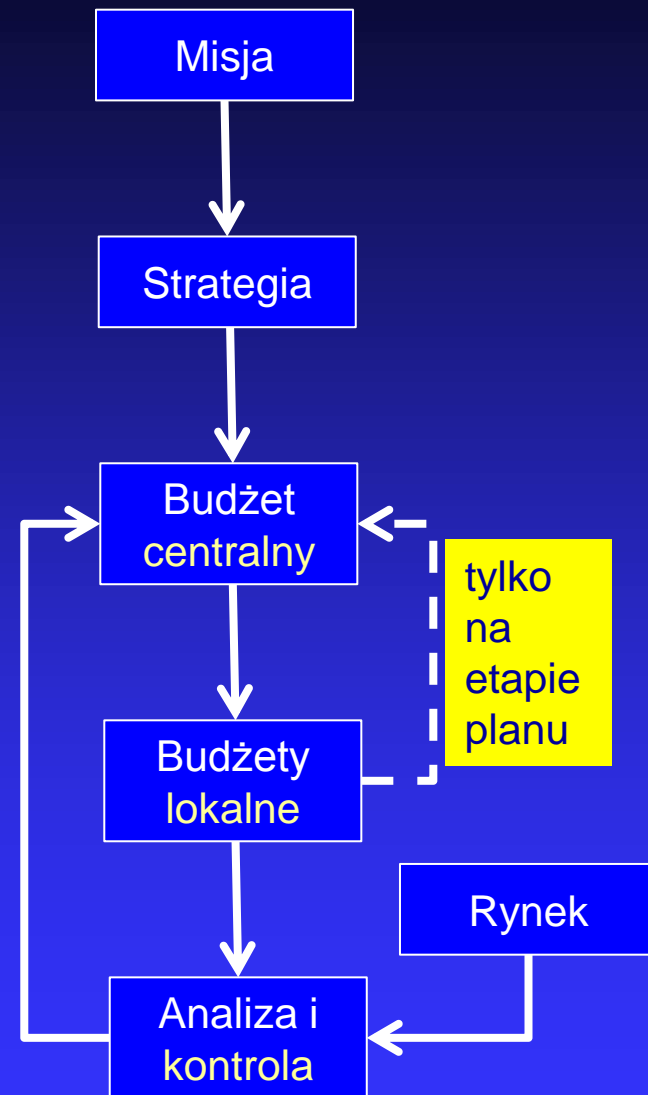 Misja
Strategia
Budżet
centralny
tylko
na
etapie
planu
Budżety
lokalne
Rynek
Analiza i
kontrola